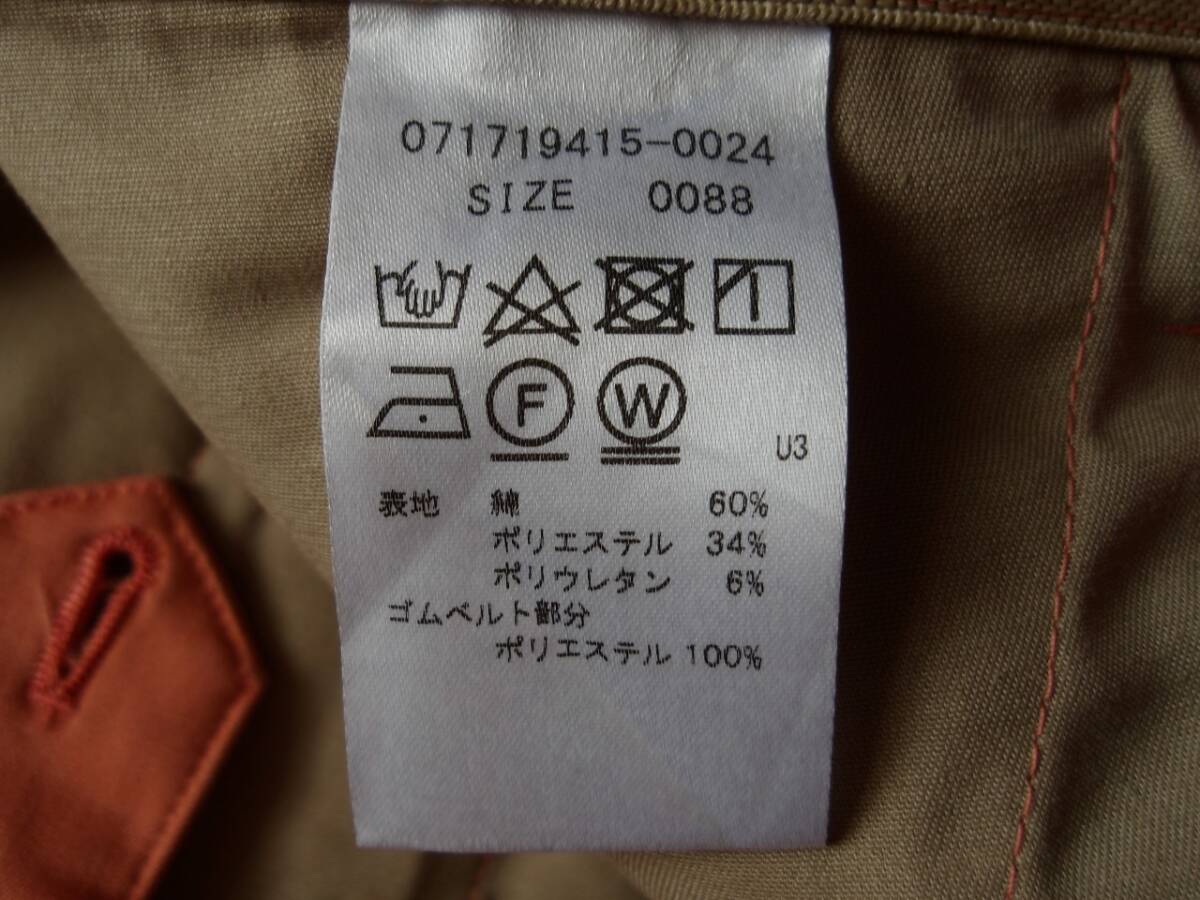 071719415-0024
SIZE 0088
F W
U3
表地 綿 60%
ポリエステル 34%
ポリウレタン 6%
ゴムベルト部分
ポリエステル 100%